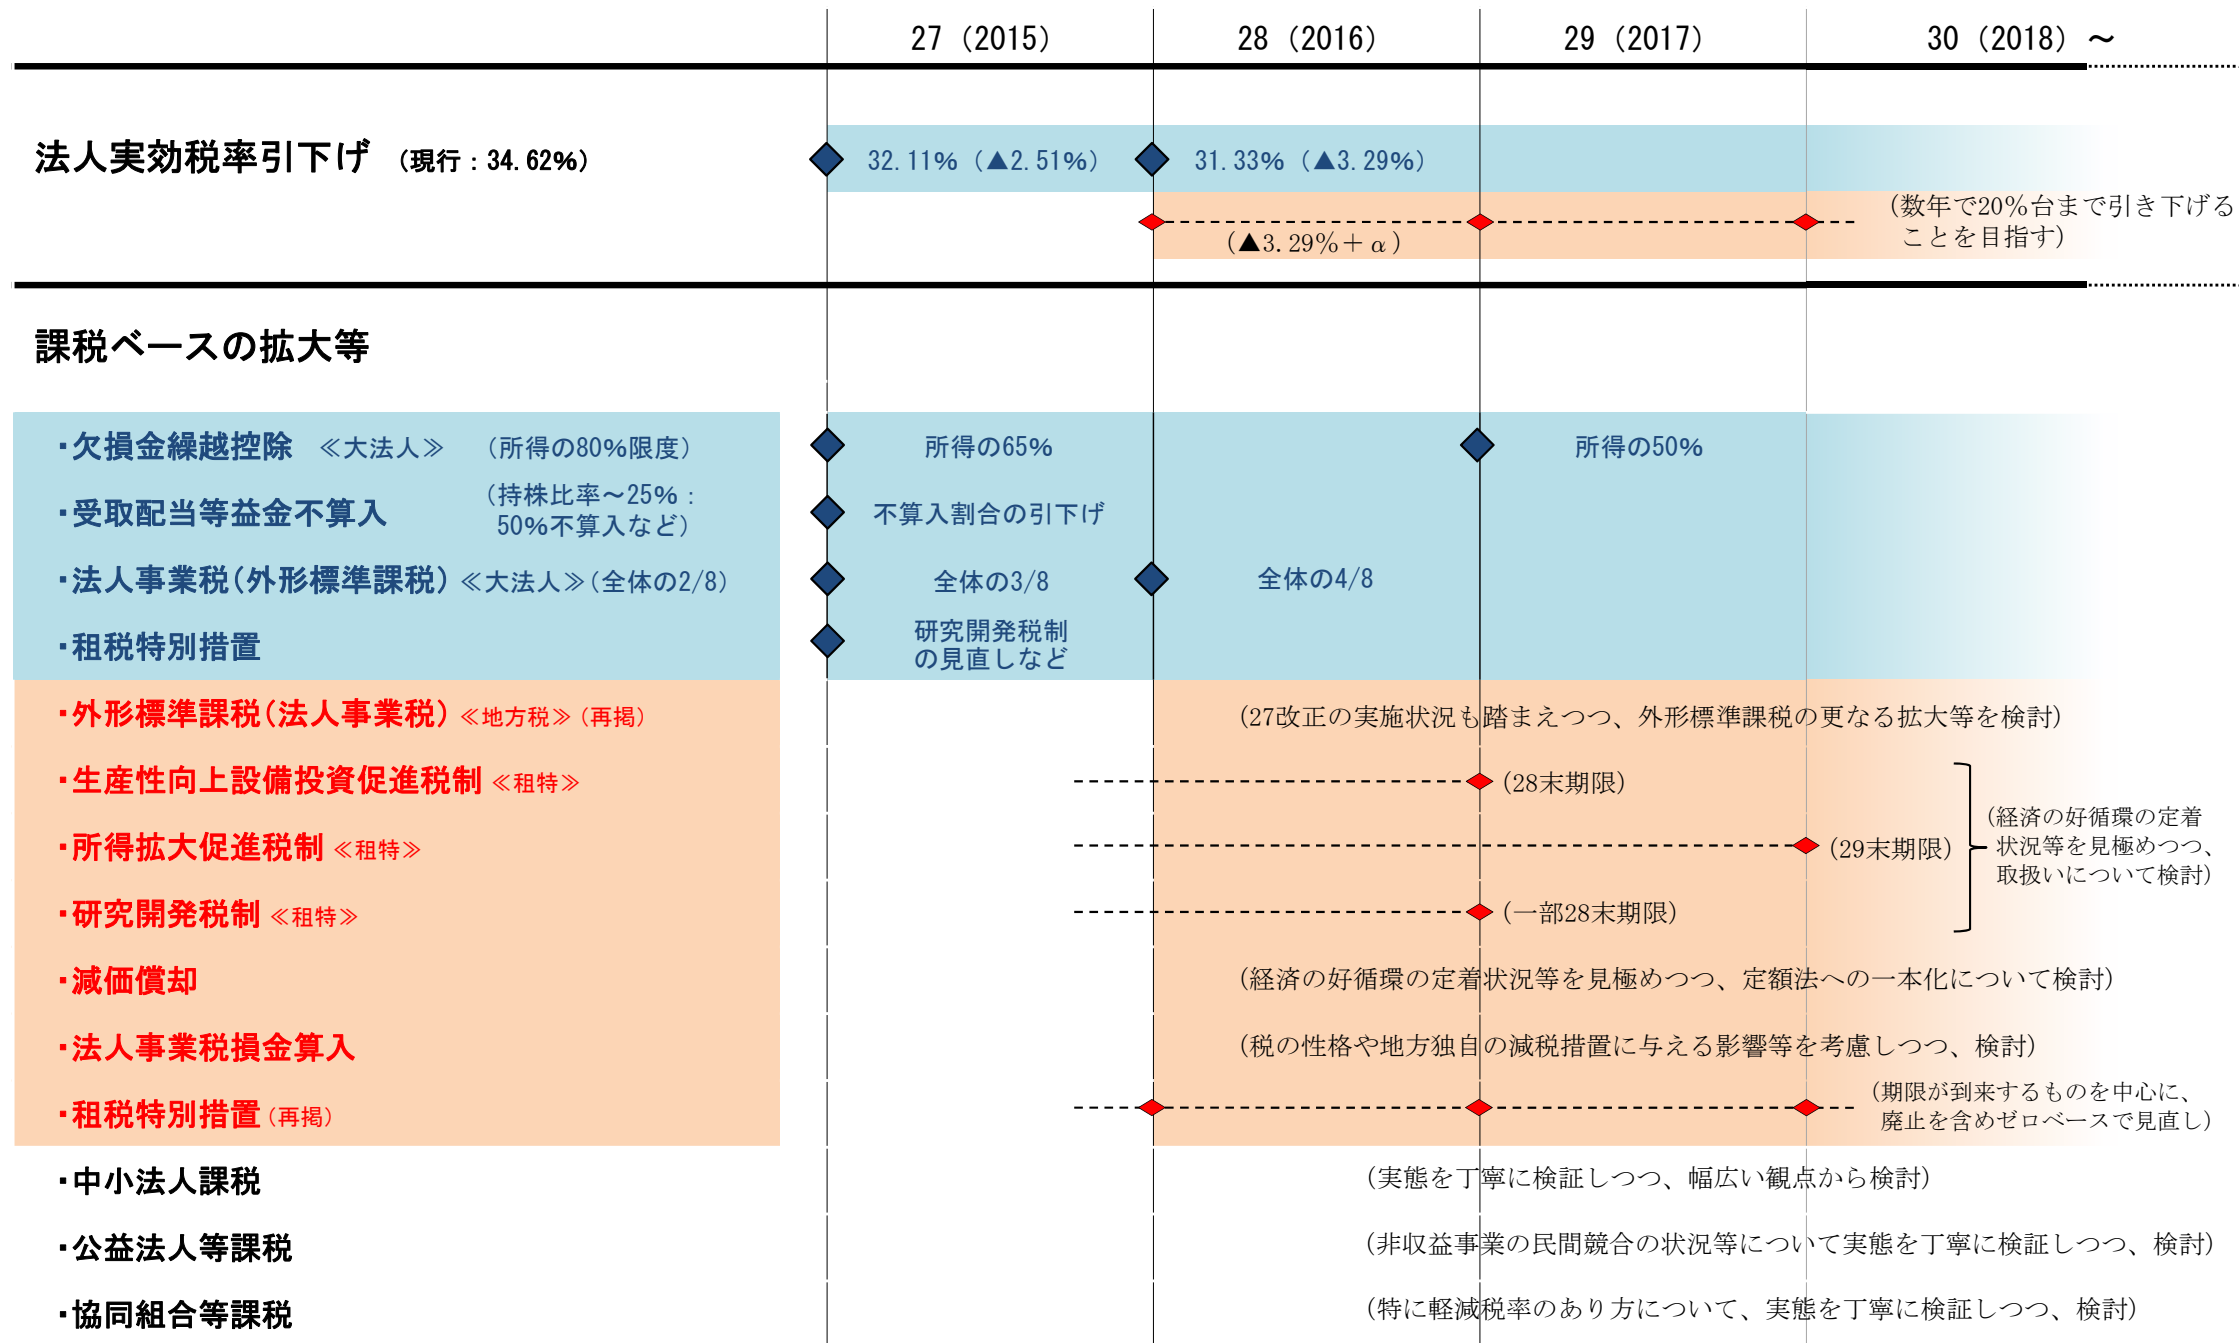 27（2015） 28（2016） 29（2017） 30（2018）～
法人実効税率引下げ （現行：34.62%） 32.11%（▲2.51%） 31.33%（▲3.29%）
（▲3.29％＋α）
（数年で20％台まで引き下げる
ことを目指す）
課税ベースの拡大等
・欠損金繰越控除 ≪大法人≫ （所得の80%限度） 所得の65% 所得の50%
・受取配当等益金不算入 （持株比率～25%：
50%不算入など） 不算入割合の引下げ
・法人事業税（外形標準課税）≪大法人≫（全体の2/8） 全体の3/8 全体の4/8
・租税特別措置 研究開発税制
の見直しなど
・外形標準課税（法人事業税）≪地方税≫（再掲） （27改正の実施状況も踏まえつつ、外形標準課税の更なる拡大等を検討）
・生産性向上設備投資促進税制 ≪租特≫ （28末期限）
・所得拡大促進税制 ≪租特≫ （29末期限）
・研究開発税制 ≪租特≫ （一部28末期限）
（経済の好循環の定着
状況等を見極めつつ、
取扱いについて検討）
・減価償却 （経済の好循環の定着状況等を見極めつつ、定額法への一本化について検討）
・法人事業税損金算入 （税の性格や地方独自の減税措置に与える影響等を考慮しつつ、検討）
・租税特別措置（再掲） （期限が到来するものを中心に、
廃止を含めゼロベースで見直し）
・中小法人課税 （実態を丁寧に検証しつつ、幅広い観点から検討）
・公益法人等課税 （非収益事業の民間競合の状況等について実態を丁寧に検証しつつ、検討）
・協同組合等課税 （特に軽減税率のあり方について、実態を丁寧に検証しつつ、検討）